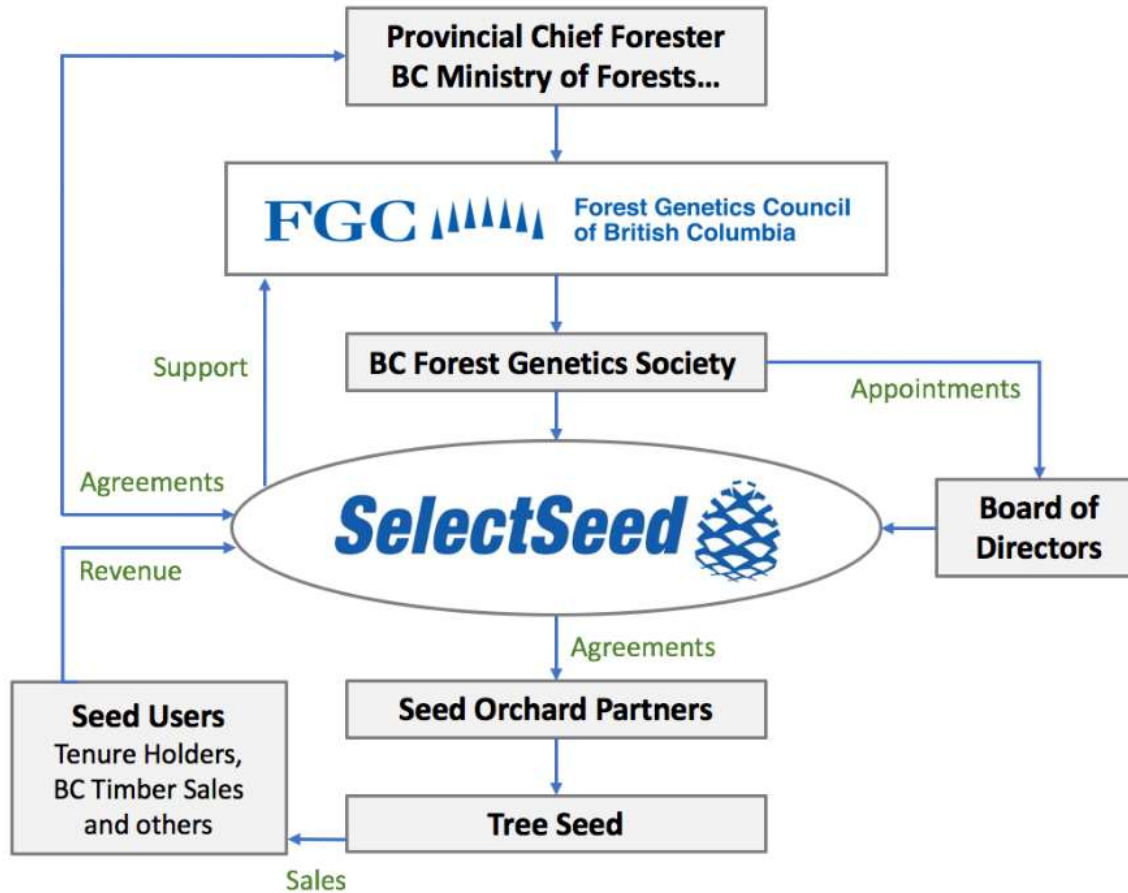 Provincial Chief Forester
BC Ministry of Forests...
FGC
Forest Genetics Council
of British Columbia
Support
BC Forest Genetics Society
Appointments
Agreements
SelectSeed
Board of
Directors
Revenue
Agreements
Seed Users
Tenure Holders,
BC Timber Sales
and others
Seed Orchard Partners
Tree Seed
Sales